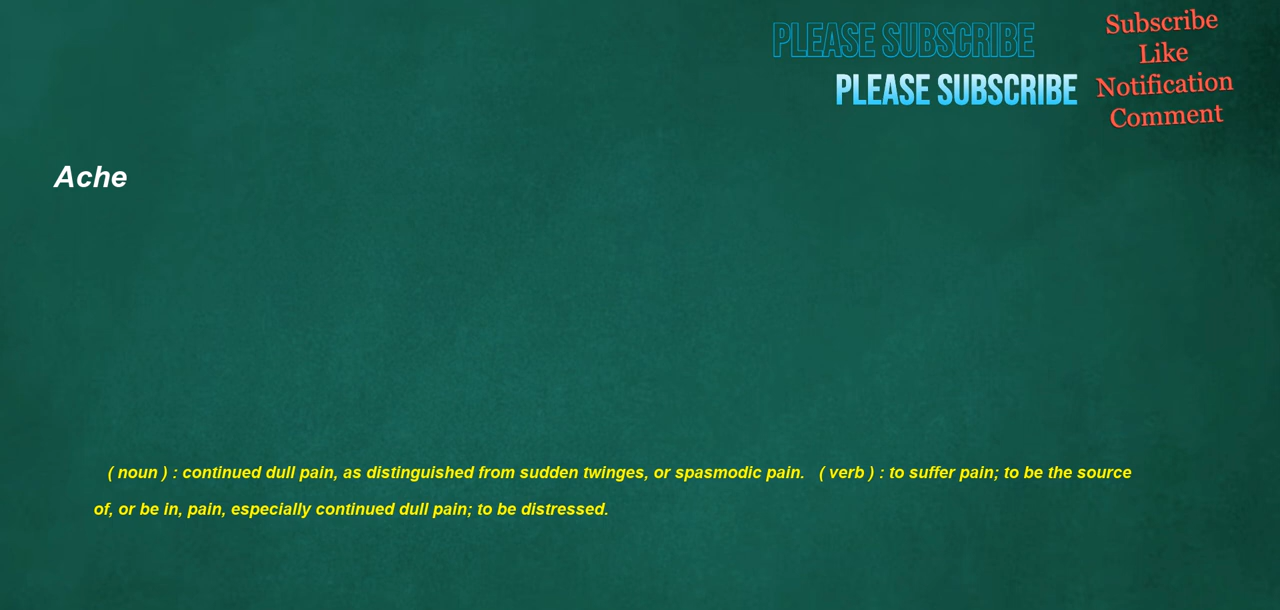 PLEASE SUBSCRIBE
PLEASE SUBSCRIBE
Subscribe
Like
Notification
Comment
Ache
( noun ) : continued dull pain, as distinguished from sudden twinges, or spasmodic pain. ( verb ) : to suffer pain; to be the source
of, or be in, pain, especially continued dull pain; to be distressed.